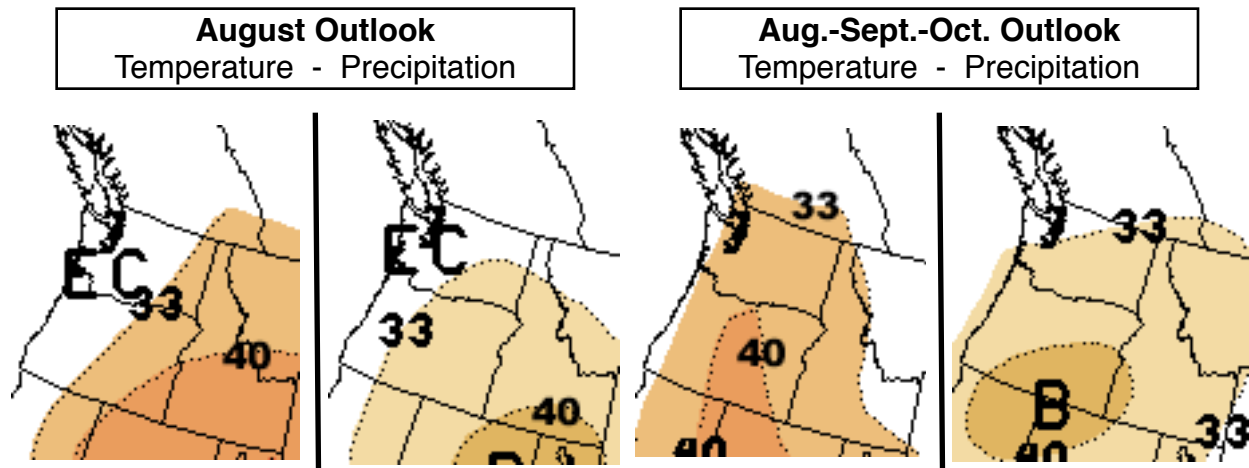 August Outlook
Temperature - Precipitation
Aug.-Sept.-Oct. Outlook
Temperature - Precipitation
EC
33
40
EC
33
40
33
40
33
B
40
33